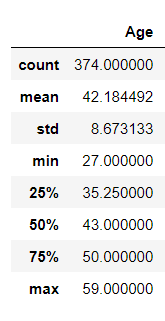 Age
count 374.000000
mean 42.184492
std 8.673133
min 27.000000
25% 35.250000
50% 43.000000
75% 50.000000
max 59.000000